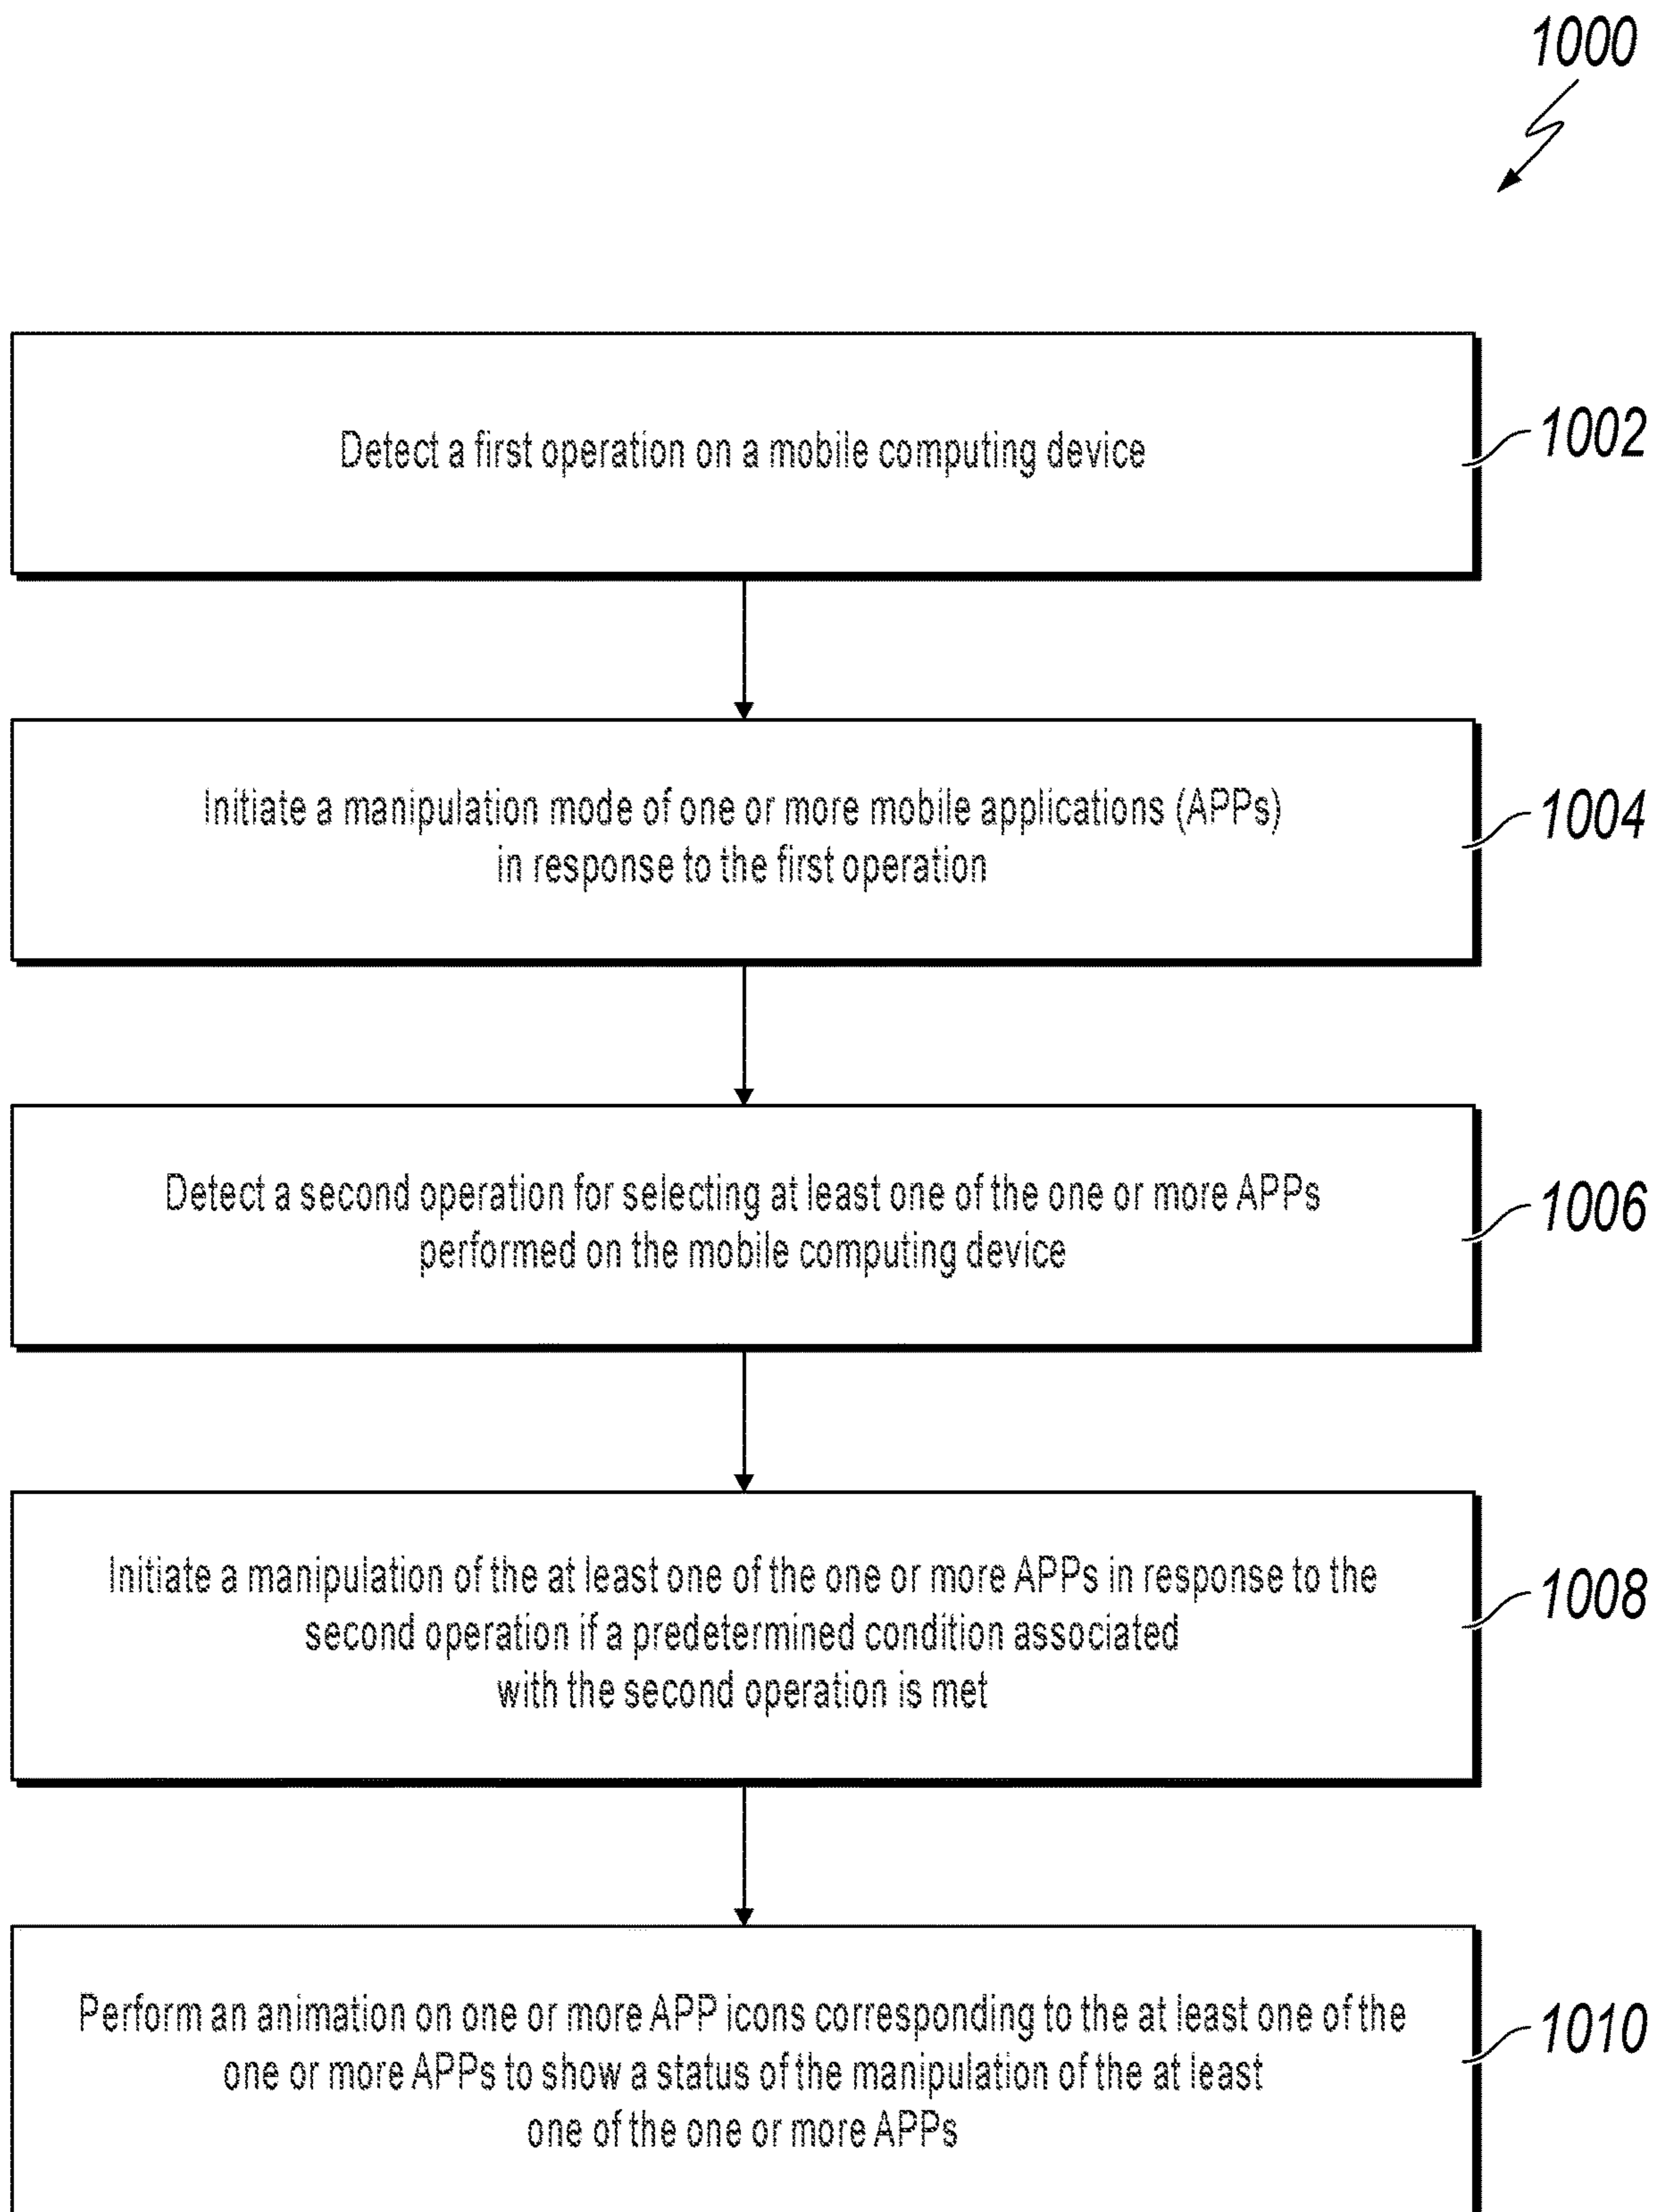 1000
Detect a first operation on a mobile computing device
1002
Initiate a manipulation mode of one or more mobile applications (APPs)
in response to the first operation
1004
Detect a second operation for selecting at least one of the one or more APPs
performed on the mobile computing device
1006
Initiate a manipulation of the at least one of the one or more APPs in response to the
second operation if a predetermined condition associated
with the second operation is met
1008
Perform an animation on one or more APP icons corresponding to the at least one of the
one or more APPs to show a status of the manipulation of the at least
one of the one or more APPs
1010